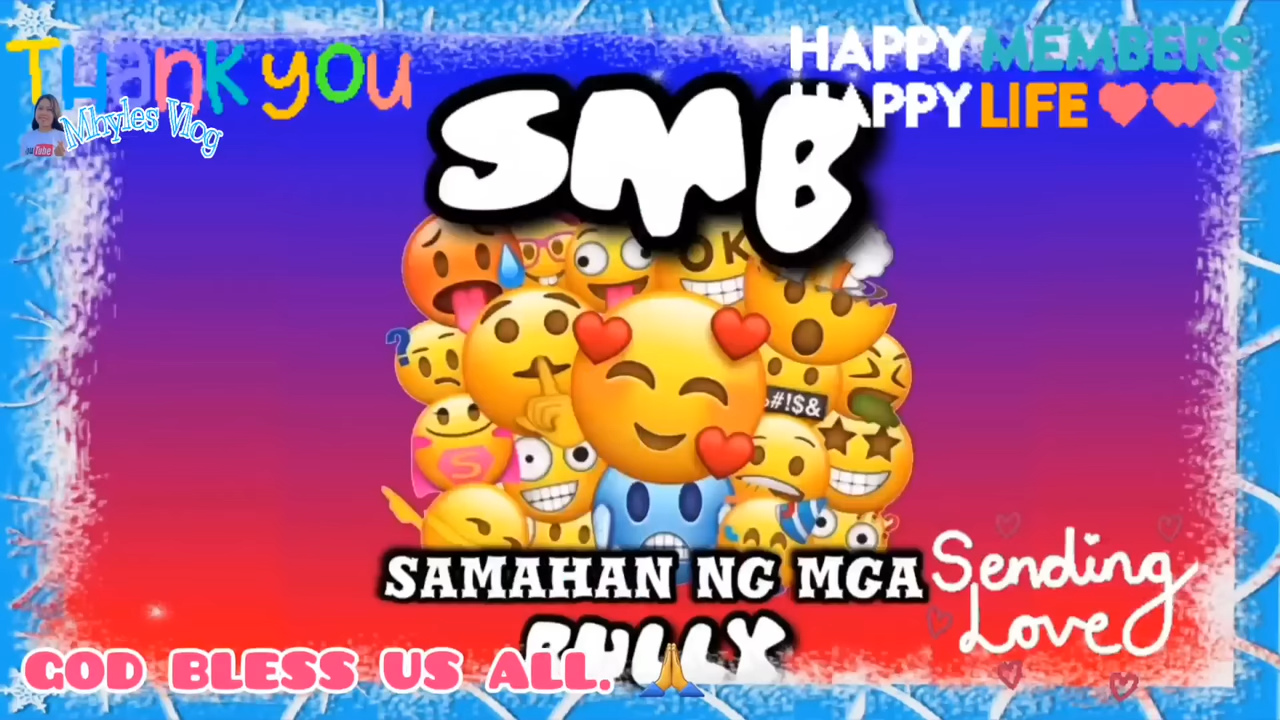 Thank you
Mhyles Vlog
HAPPY MEMBERS
HAPPY LIFE
SMB
OK
#!$&
S
SAMAHAN NG MGA
BULLY
Sending
Love
GOD BLESS US ALL.